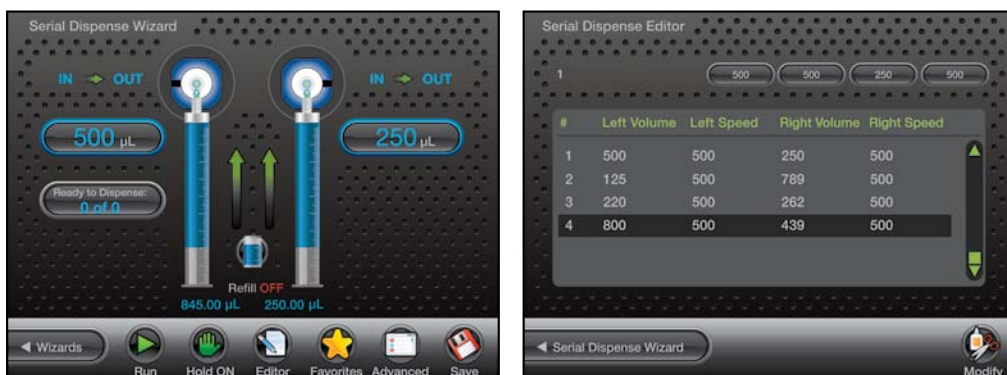 Serial Dispense Wizard
IN OUT
IN OUT
500 µL
250 µL
Ready to Dispense:
0 of 0
Refill OFF
845.00 µL 250.00 µL
Wizards
Run Hold ON Editor Favorites Advanced Save
Serial Dispense Editor
1 500 500 250 500
# Left Volume Left Speed Right Volume Right Speed
1 500 500 250 500
2 125 500 789 500
3 220 500 262 500
4 800 500 439 500
Serial Dispense Wizard
Modify